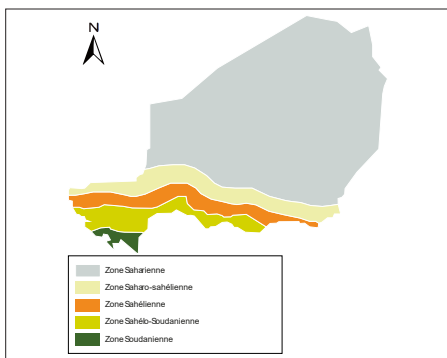 N
Zone Saharienne
Zone Saharo-sahélienne
Zone Sahélienne
Zone Sahélo-Soudanienne
Zone Soudanienne